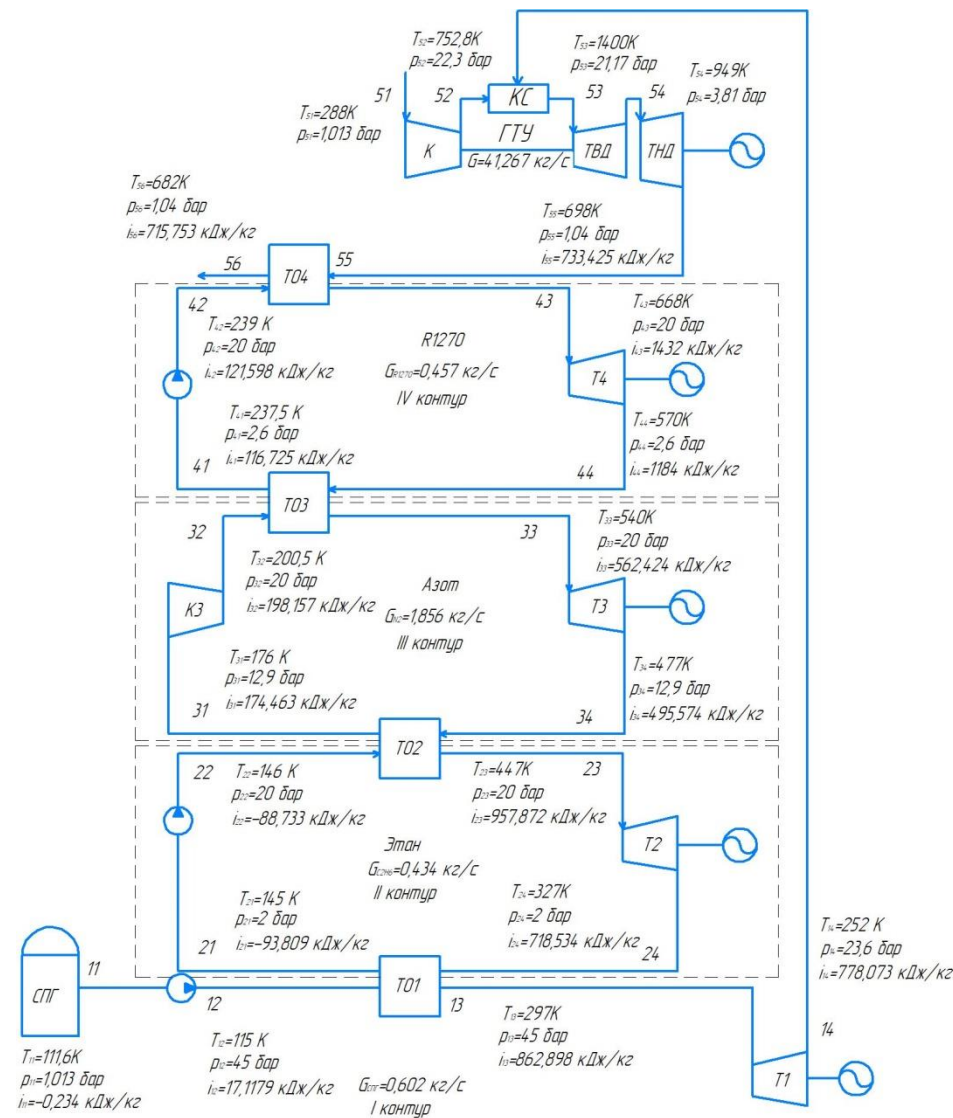 T₅₂=752,8K
p₅₂=22,3 бар
T₅₃=1400K
p₅₃=21,17 бар
T₅₄=949K
p₅₄=3,81 бар
51
52
КС
53
54
T₅₁=288K
p₅₁=1,013 бар
К
ГТУ
G=41,267 кг/с
ТВД
ТНД
T₅₆=682K
p₅₆=1,04 бар
i₅₆=715,753 кДж/кг
T₅₅=698K
p₅₅=1,04 бар
i₅₅=733,425 кДж/кг
56
ТО4
55
42
43
T₄₂=239 K
p₄₂=20 бар
i₄₂=121,598 кДж/кг
R1270
G_R1270=0,457 кг/с
IV контур
T₄₃=668K
p₄₃=20 бар
i₄₃=1432 кДж/кг
Т4
T₄₁=237,5 K
p₄₁=2,6 бар
i₄₁=116,725 кДж/кг
T₄₄=570K
p₄₄=2,6 бар
i₄₄=1184 кДж/кг
41
44
ТО3
32
33
T₃₂=200,5 K
p₃₂=20 бар
i₃₂=198,157 кДж/кг
К3
Азот
G_N2=1,856 кг/с
III контур
T₃₃=540K
p₃₃=20 бар
i₃₃=562,424 кДж/кг
Т3
T₃₁=176 K
p₃₁=12,9 бар
i₃₁=174,463 кДж/кг
T₃₄=477K
p₃₄=12,9 бар
i₃₄=495,574 кДж/кг
31
34
ТО2
22
23
T₂₂=146 K
p₂₂=20 бар
i₂₂=-88,733 кДж/кг
T₂₃=447K
p₂₃=20 бар
i₂₃=957,872 кДж/кг
Т2
Этан
G_C2H6=0,434 кг/с
II контур
T₂₁=145 K
p₂₁=2 бар
i₂₁=-93,809 кДж/кг
T₂₄=327K
p₂₄=2 бар
i₂₄=718,534 кДж/кг
21
24
T₁₄=252 K
p₁₄=23,6 бар
i₁₄=778,073 кДж/кг
11
СПГ
12
ТО1
13
14
T₁₁=111,6K
p₁₁=1,013 бар
i₁₁=-0,234 кДж/кг
T₁₂=115 K
p₁₂=45 бар
i₁₂=17,1179 кДж/кг
G_СПГ=0,602 кг/с
I контур
T₁₃=297K
p₁₃=45 бар
i₁₃=862,898 кДж/кг
Т1